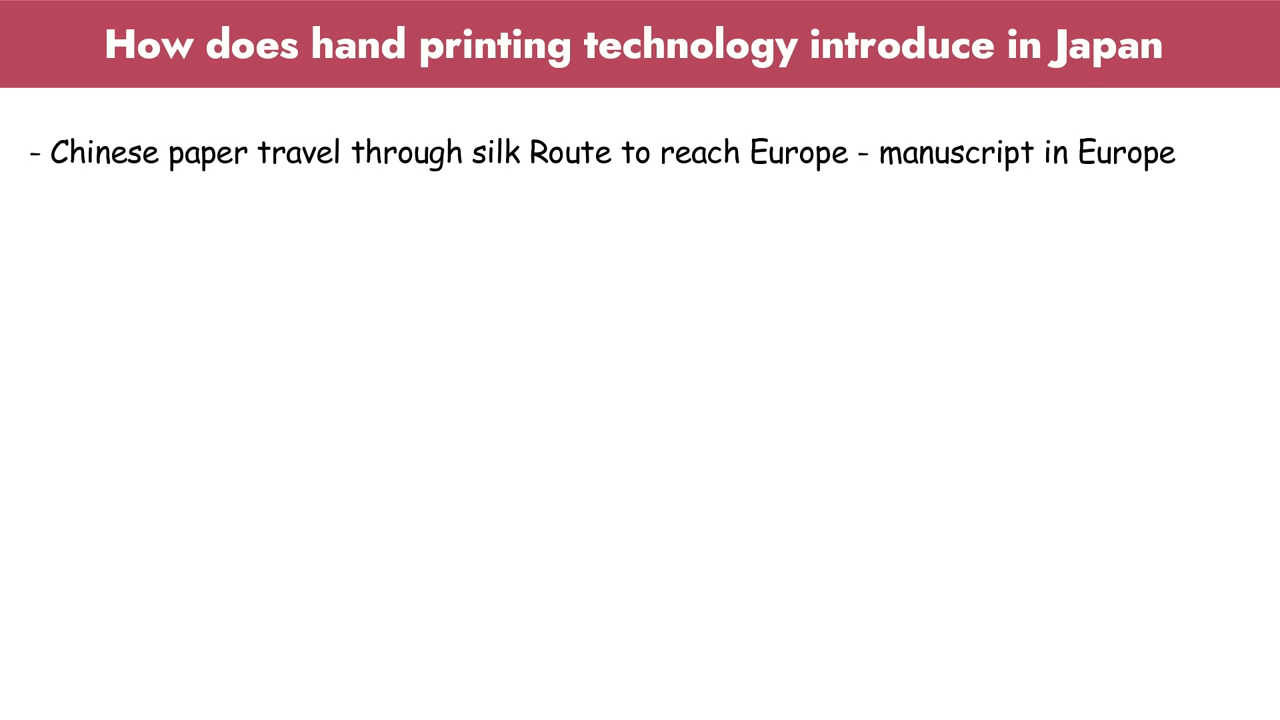 How does hand printing technology introduce in Japan
- Chinese paper travel through silk Route to reach Europe - manuscript in Europe